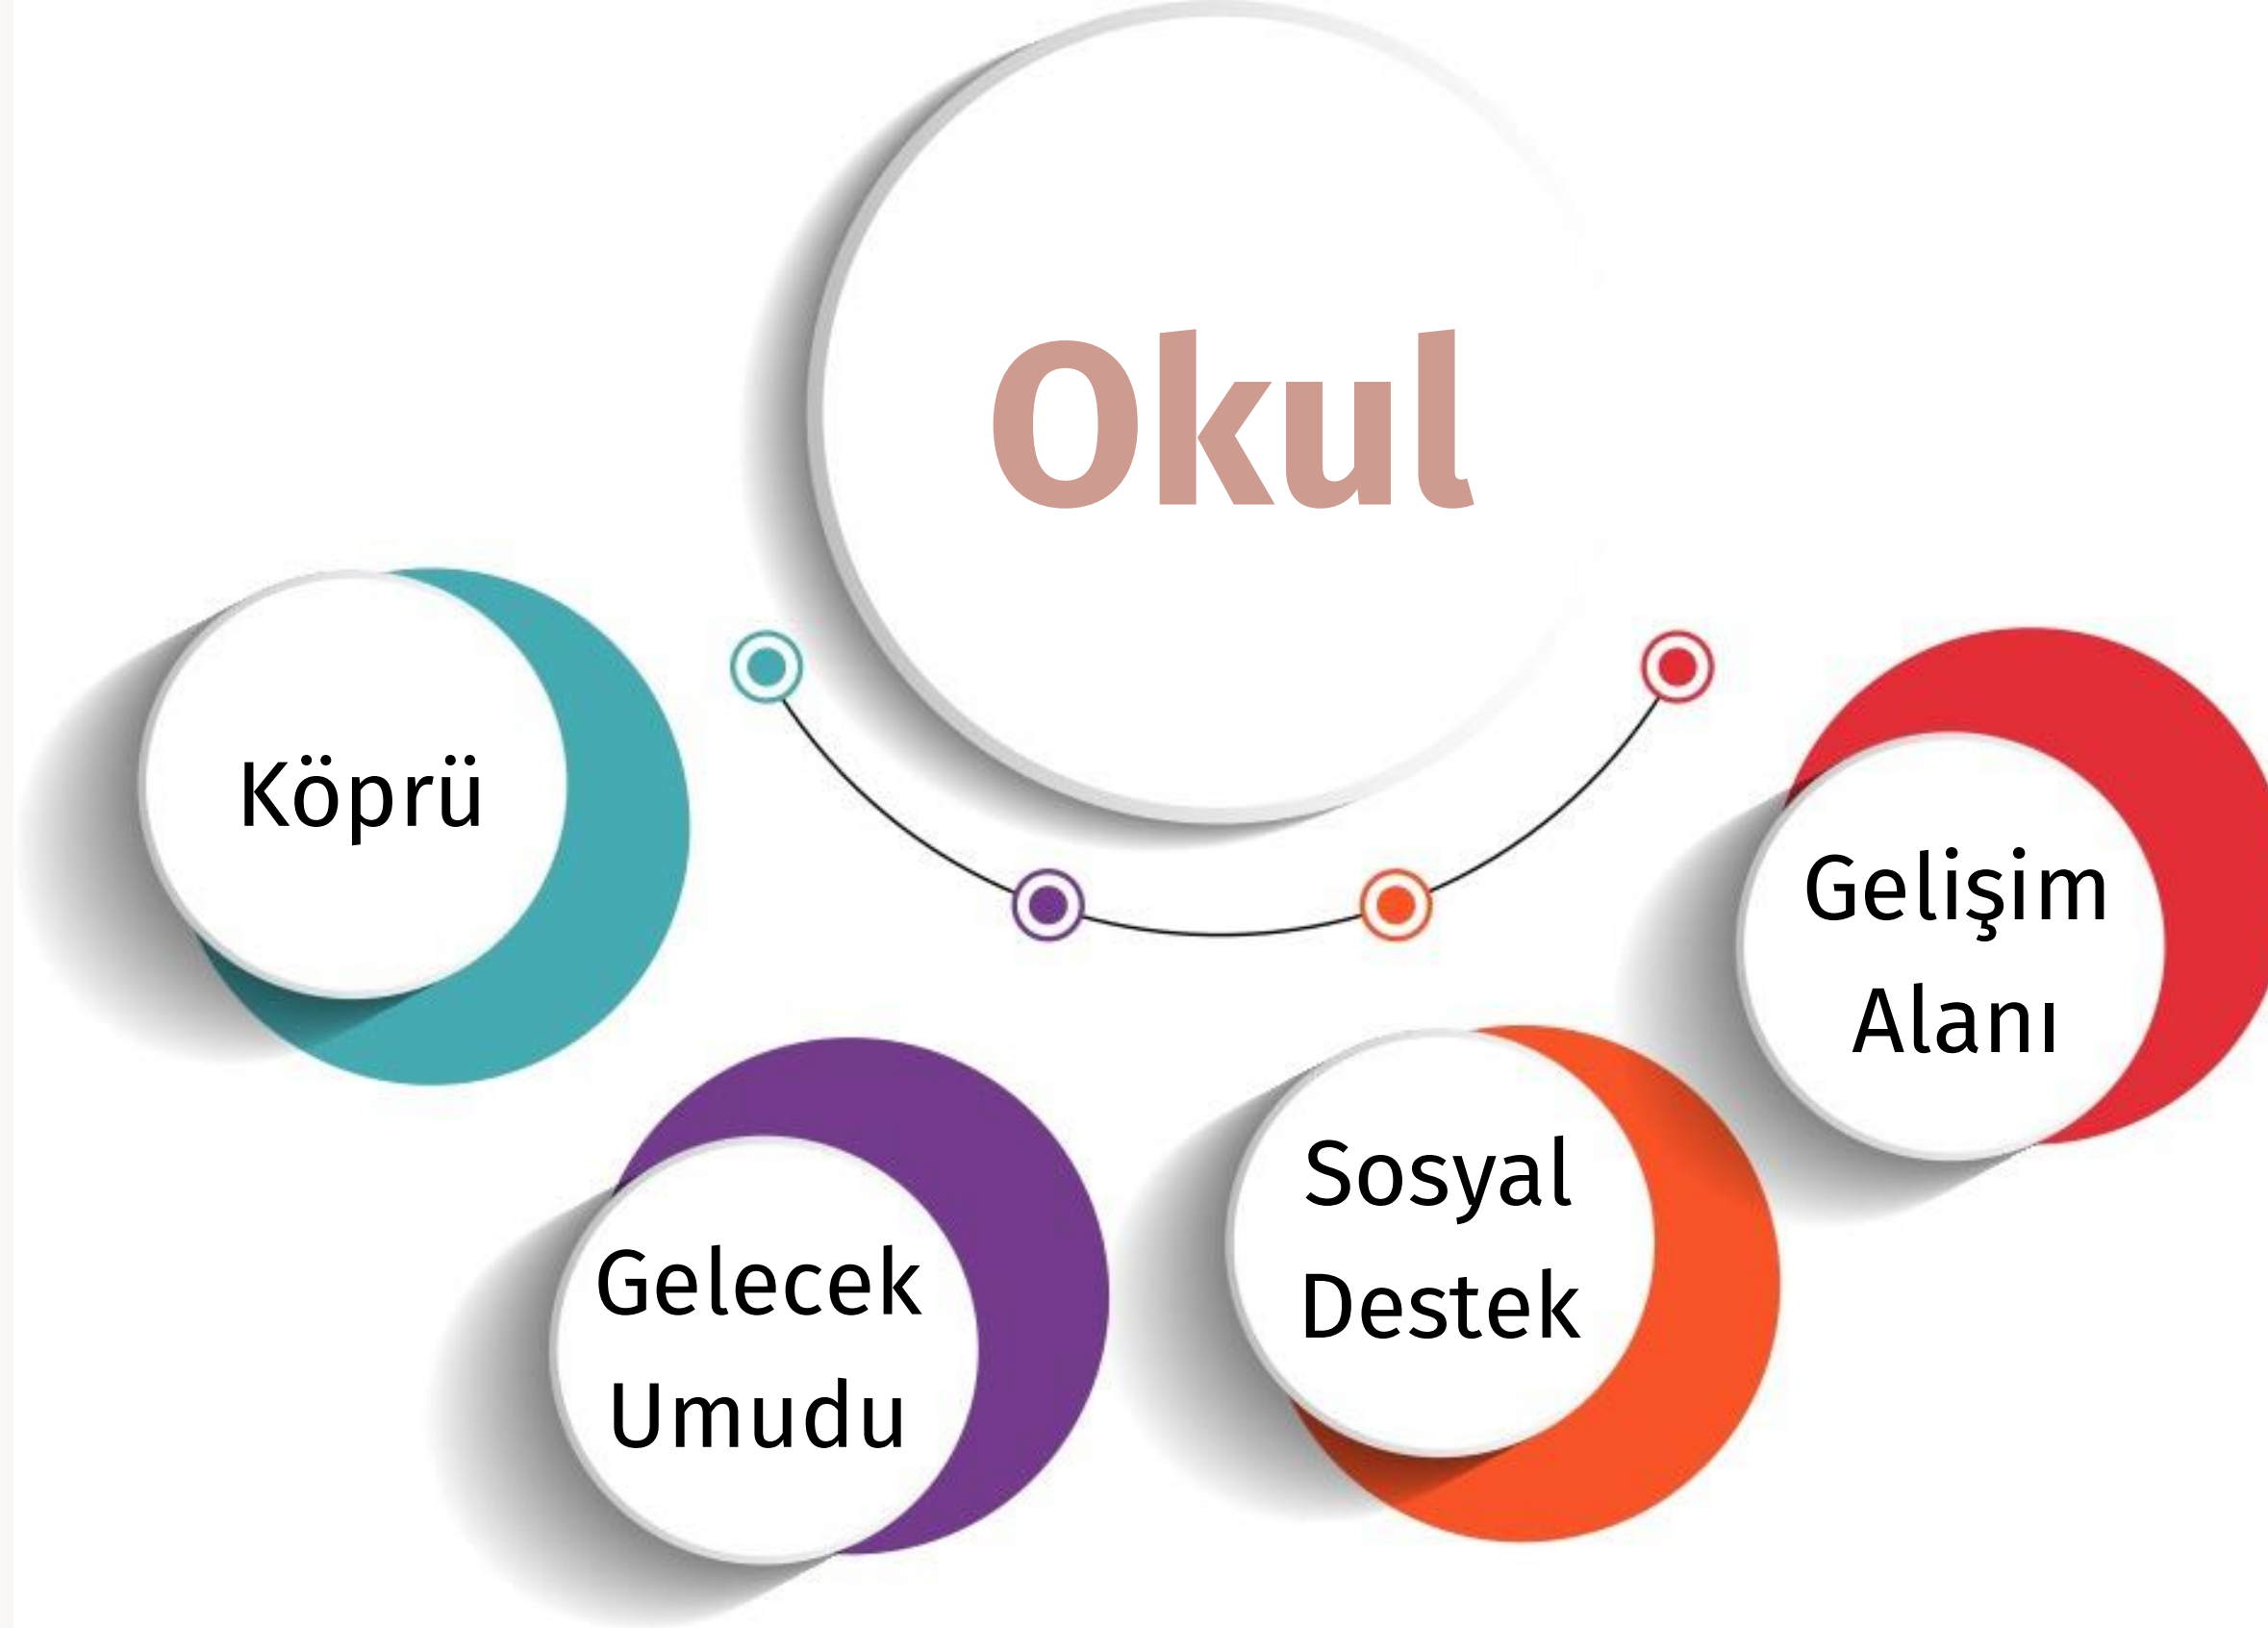 Okul
Köprü
Gelecek
Umudu
Sosyal
Destek
Gelişim
Alanı